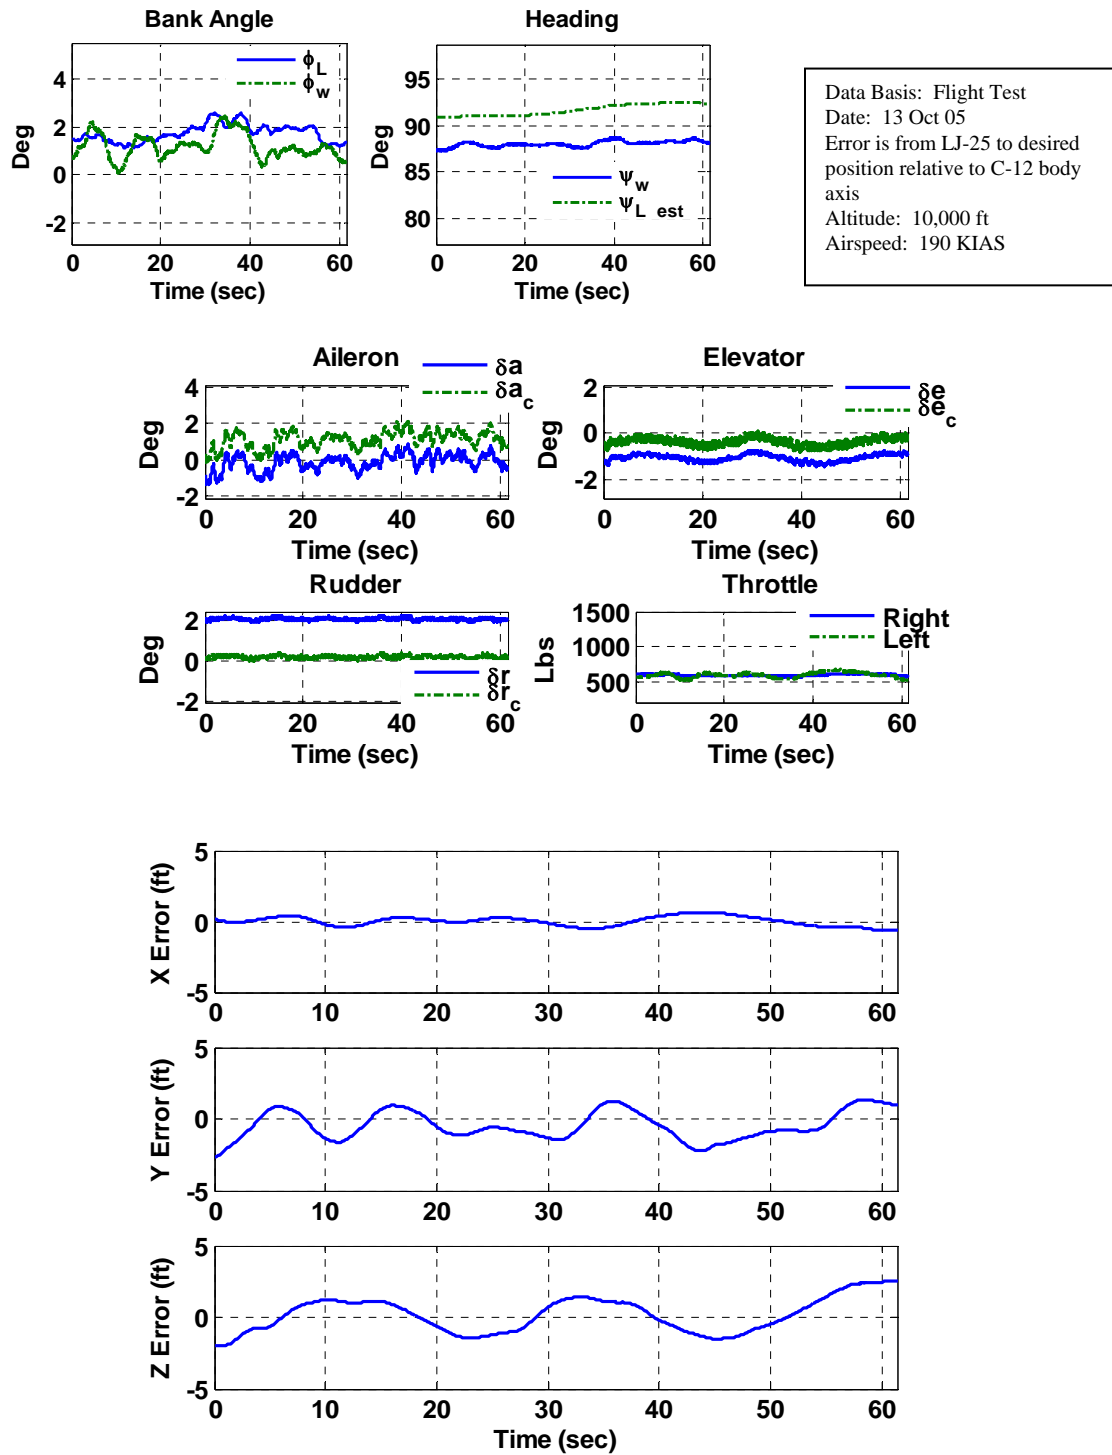 Bank Angle
Heading
ϕL
ϕw
4
2
0
-2
Deg
0 20 40 60
Time (sec)
95
90
85
80
Deg
ψw
ψL est
0 20 40 60
Time (sec)
Data Basis: Flight Test
Date: 13 Oct 05
Error is from LJ-25 to desired
position relative to C-12 body
axis
Altitude: 10,000 ft
Airspeed: 190 KIAS
Aileron
δa
δac
4
2
0
-2
Deg
0 20 40 60
Time (sec)
Elevator
δe
δec
2
0
-2
Deg
0 20 40 60
Time (sec)
Rudder
2
0
-2
Deg
δr
δrc
0 20 40 60
Time (sec)
Throttle
Right
Left
1500
1000
500
Lbs
0 20 40 60
Time (sec)
5
0
-5
X Error (ft)
0 10 20 30 40 50 60
5
0
-5
Y Error (ft)
0 10 20 30 40 50 60
5
0
-5
Z Error (ft)
0 10 20 30 40 50 60
Time (sec)